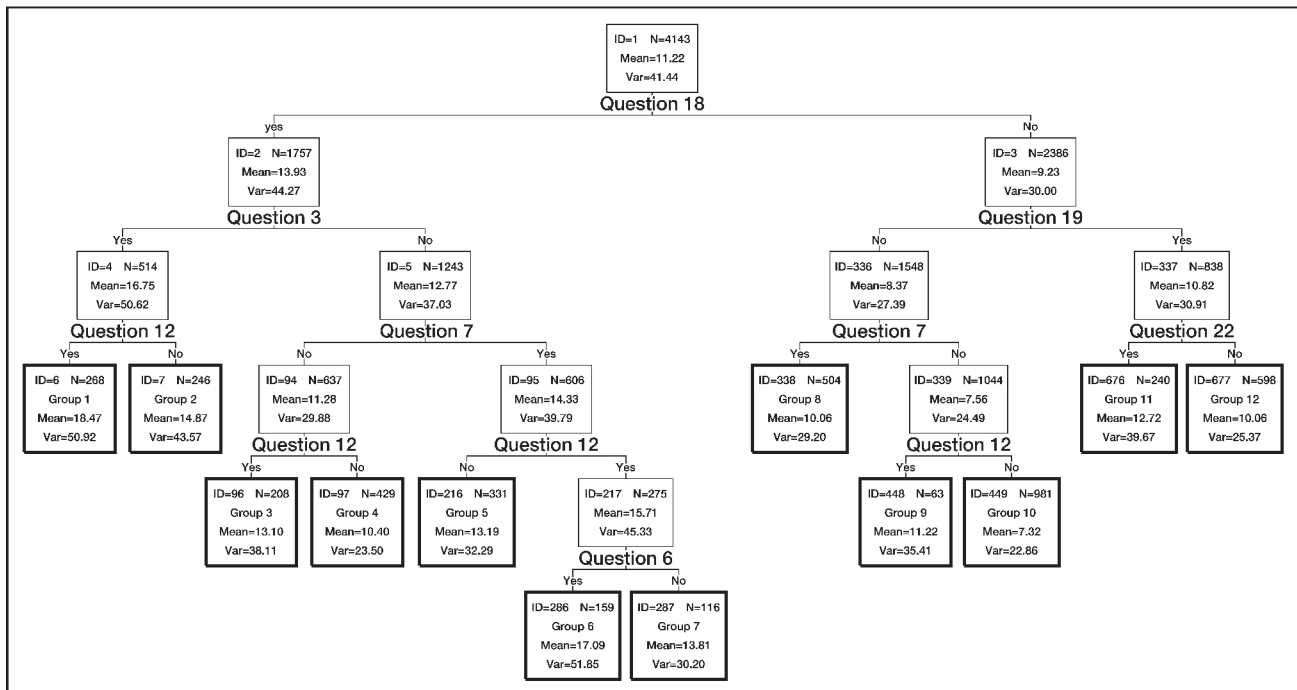 ID=1 N=4143
Mean=11.22
Var=41.44
Question 18
yes
No
ID=2 N=1757
Mean=13.93
Var=44.27
Question 3
ID=3 N=2386
Mean=9.23
Var=30.00
Question 19
Yes
No
No
Yes
ID=4 N=514
Mean=16.75
Var=50.62
Question 12
ID=5 N=1243
Mean=12.77
Var=37.03
Question 7
ID=336 N=1548
Mean=8.37
Var=27.39
Question 7
ID=337 N=838
Mean=10.82
Var=30.91
Question 22
Yes
No
No
Yes
Yes
No
Yes
No
ID=6 N=268
Group 1
Mean=18.47
Var=50.92
ID=7 N=246
Group 2
Mean=14.87
Var=43.57
ID=94 N=637
Mean=11.28
Var=29.88
Question 12
ID=95 N=606
Mean=14.33
Var=39.79
Question 12
ID=338 N=504
Group 8
Mean=10.06
Var=29.20
ID=339 N=1044
Mean=7.56
Var=24.49
Question 12
ID=676 N=240
Group 11
Mean=12.72
Var=39.67
ID=677 N=598
Group 12
Mean=10.06
Var=25.37
Yes
No
No
Yes
Yes
No
ID=96 N=208
Group 3
Mean=13.10
Var=38.11
ID=97 N=429
Group 4
Mean=10.40
Var=23.50
ID=216 N=331
Group 5
Mean=13.19
Var=32.29
ID=217 N=275
Mean=15.71
Var=45.33
Question 6
ID=448 N=63
Group 9
Mean=11.22
Var=35.41
ID=449 N=981
Group 10
Mean=7.32
Var=22.86
Yes
No
ID=286 N=159
Group 6
Mean=17.09
Var=51.85
ID=287 N=116
Group 7
Mean=13.81
Var=30.20